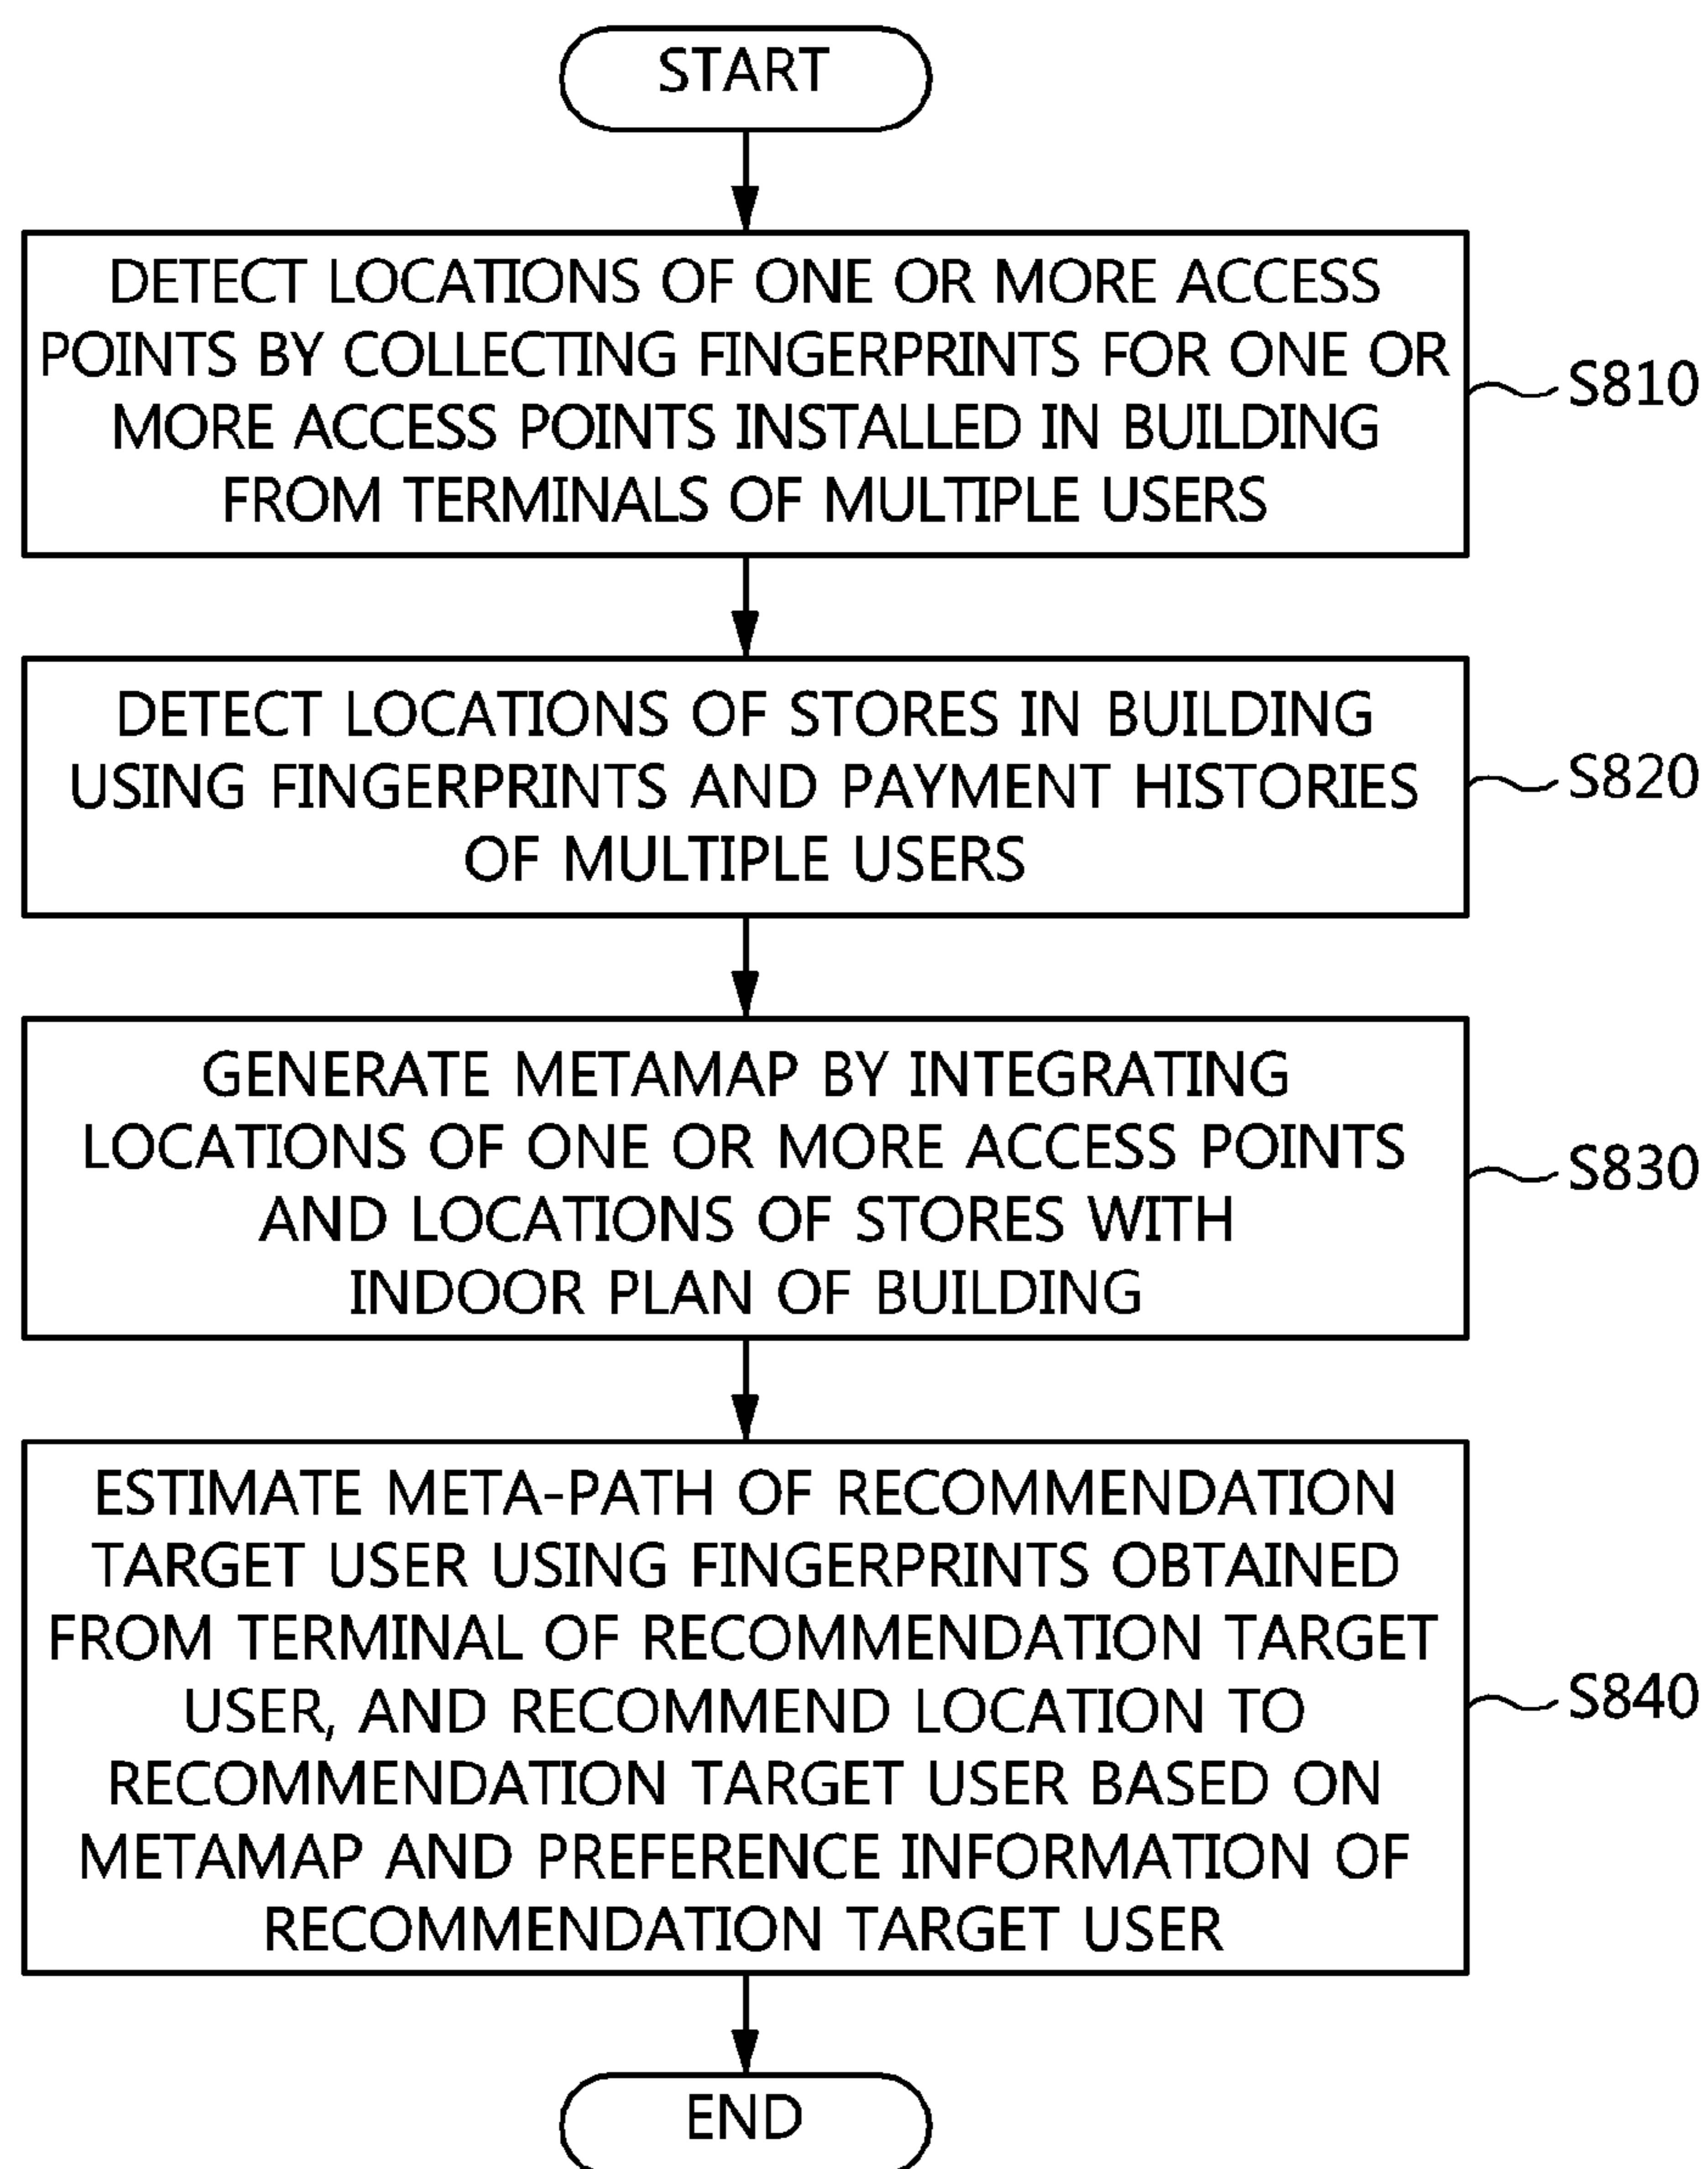 START
DETECT LOCATIONS OF ONE OR MORE ACCESS
POINTS BY COLLECTING FINGERPRINTS FOR ONE OR
MORE ACCESS POINTS INSTALLED IN BUILDING
FROM TERMINALS OF MULTIPLE USERS
S810
DETECT LOCATIONS OF STORES IN BUILDING
USING FINGERPRINTS AND PAYMENT HISTORIES
OF MULTIPLE USERS
S820
GENERATE METAMAP BY INTEGRATING
LOCATIONS OF ONE OR MORE ACCESS POINTS
AND LOCATIONS OF STORES WITH
INDOOR PLAN OF BUILDING
S830
ESTIMATE META-PATH OF RECOMMENDATION
TARGET USER USING FINGERPRINTS OBTAINED
FROM TERMINAL OF RECOMMENDATION TARGET
USER, AND RECOMMEND LOCATION TO
RECOMMENDATION TARGET USER BASED ON
METAMAP AND PREFERENCE INFORMATION OF
RECOMMENDATION TARGET USER
S840
END